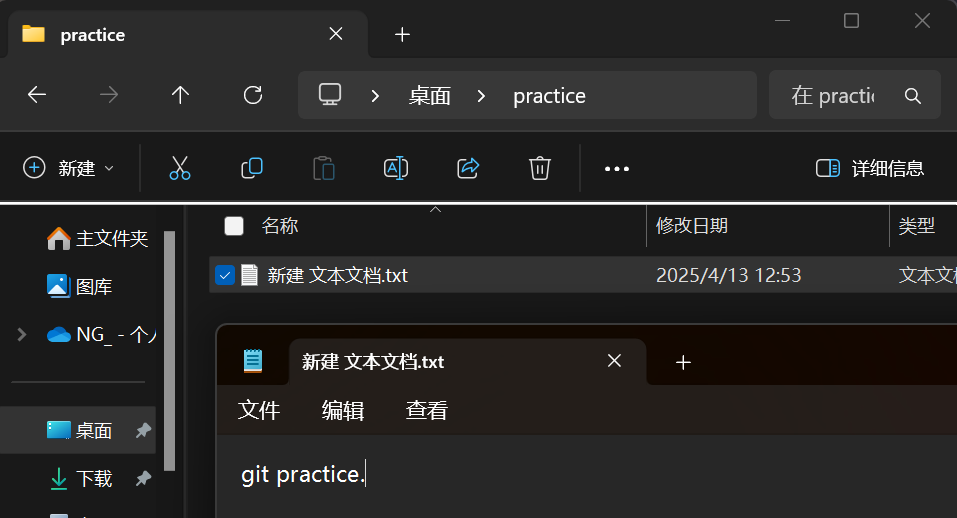 practice
桌面 practice
在 practi
新建
详细信息
名称 修改日期 类型
主文件夹
图库
NG_ - 个
桌面
下载
新建 文本文档.txt 2025/4/13 12:53 文本文
新建 文本文档.txt
文件 编辑 查看
git practice.